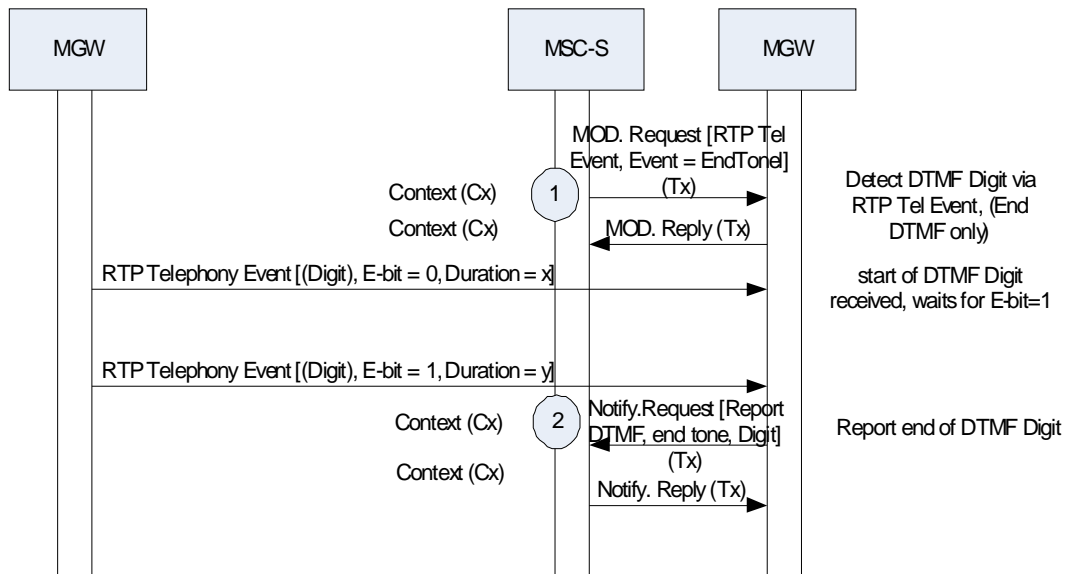 MGW
MSC-S
MGW
MOD. Request [RTP Tel
Event, Event = EndTonel]
(Tx)
Context (Cx)
1
Detect DTMF Digit via
RTP Tel Event, (End
DTMF only)
Context (Cx)
MOD. Reply (Tx)
RTP Telephony Event [(Digit), E-bit = 0, Duration = x]
start of DTMF Digit
received, waits for E-bit=1
RTP Telephony Event [(Digit), E-bit = 1, Duration = y]
Context (Cx)
2
Notify.Request [Report
DTMF, end tone, Digit]
(Tx)
Report end of DTMF Digit
Context (Cx)
Notify. Reply (Tx)